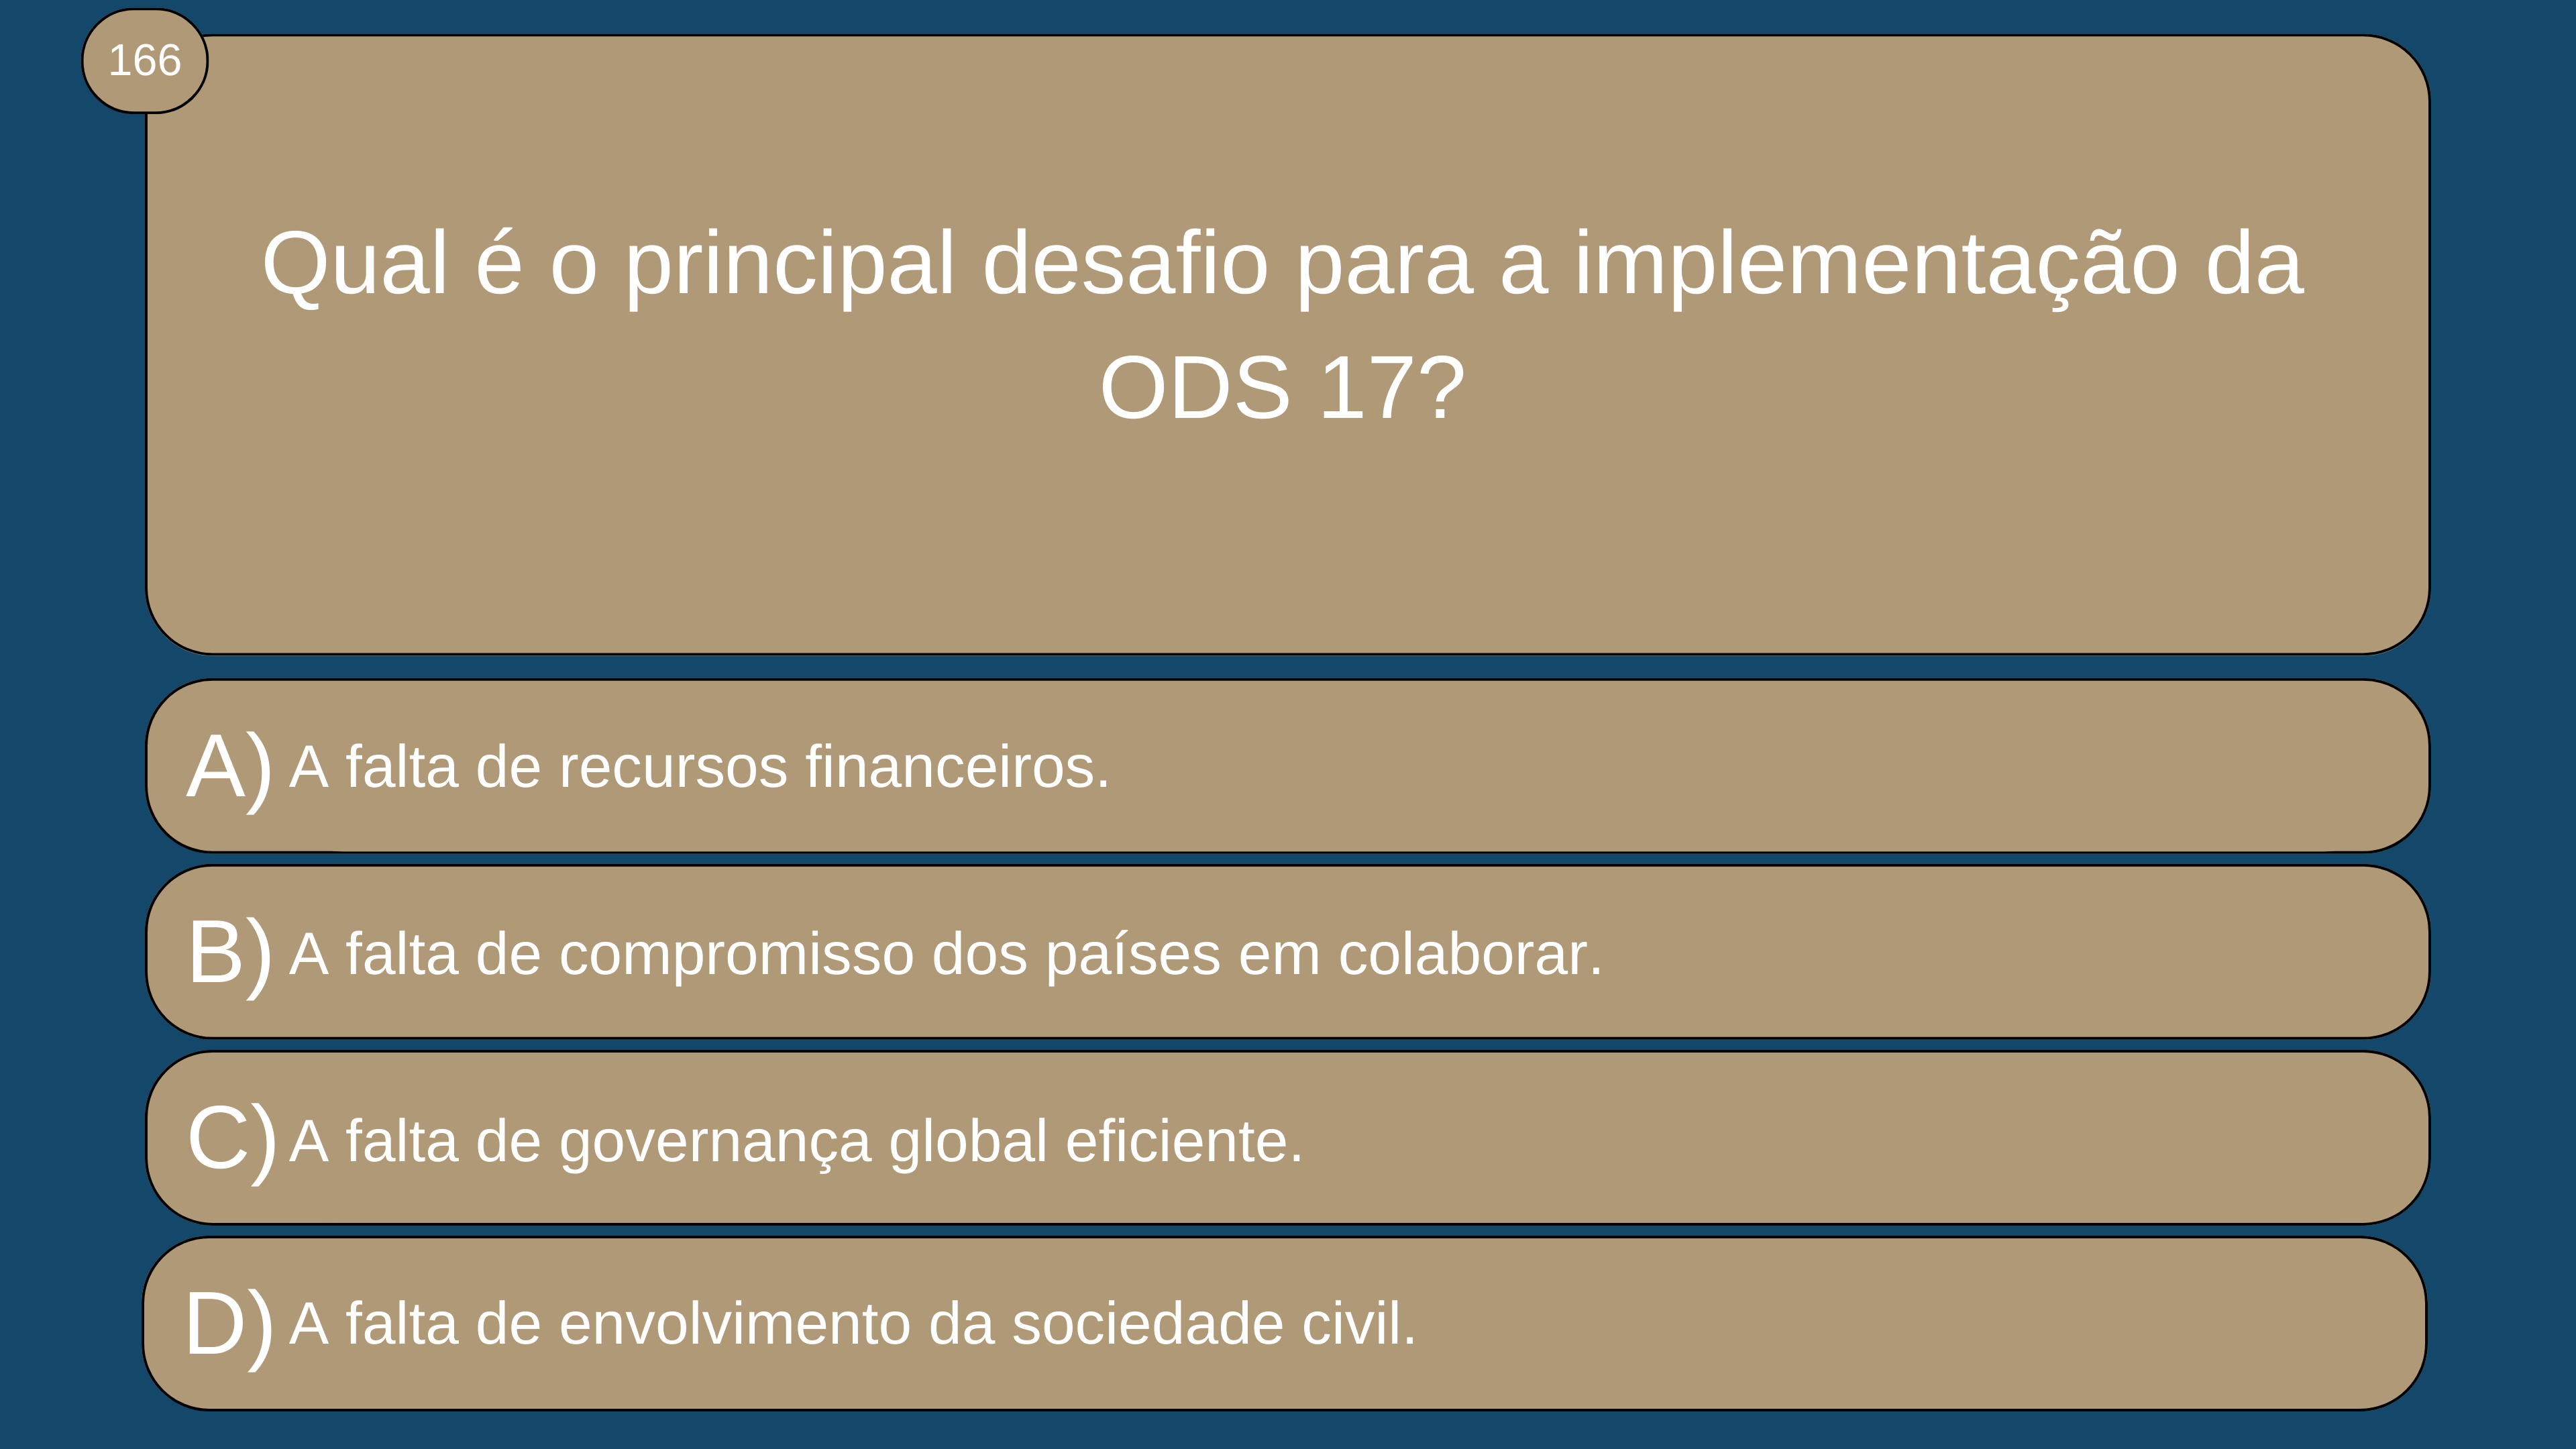 166
Qual é o principal desafio para a implementação da
ODS 17?
A) A falta de recursos financeiros.
B) A falta de compromisso dos países em colaborar.
C) A falta de governança global eficiente.
D) A falta de envolvimento da sociedade civil.